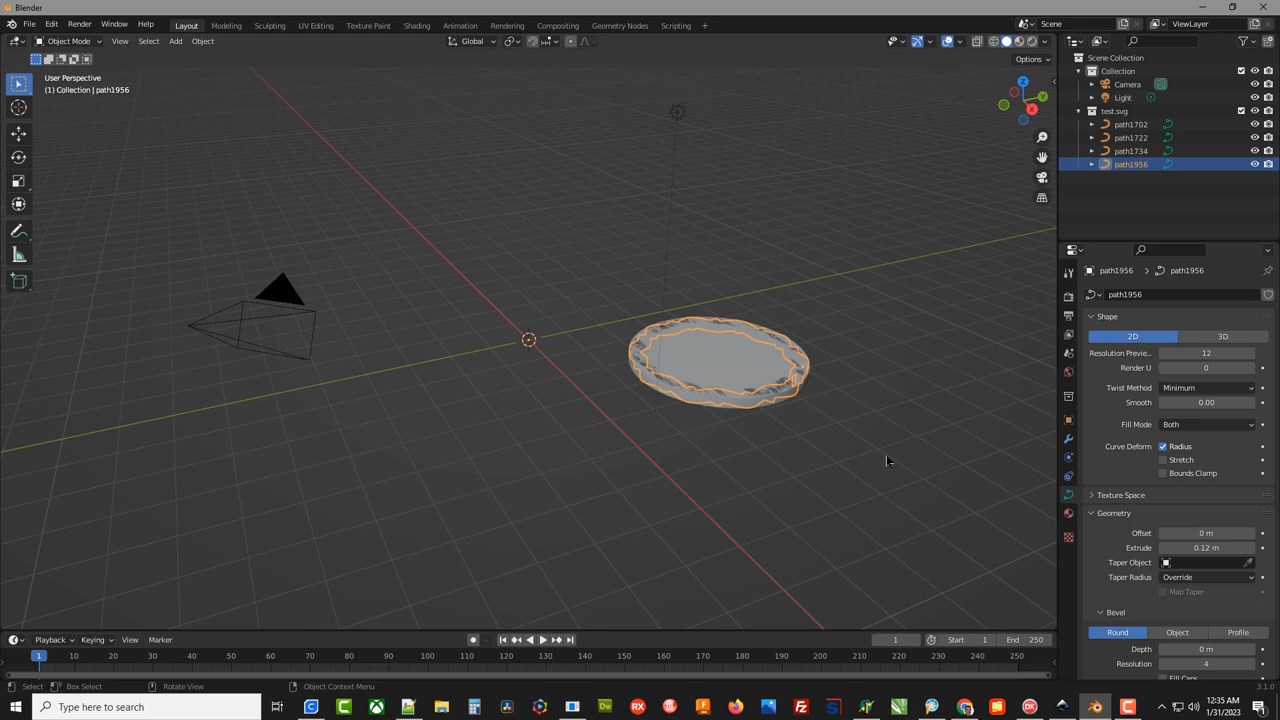 Blender
File Edit Render Window Help Layout Modeling Sculpting UV Editing Texture Paint Shading Animation Rendering Compositing Geometry Nodes Scripting + Scene ViewLayer
Object Mode View Select Add Object Global
Options
User Perspective
(1) Collection | path1956
Z
Y
X
Scene Collection
Collection
Camera
Light
test.svg
path1702
path1722
path1734
path1956
path1956 > path1956
path1956
Shape
2D 3D
Resolution Previe... 12
Render U 0
Twist Method Minimum
Smooth 0.00
Fill Mode Both
Curve Deform Radius
Stretch
Bounds Clamp
Texture Space
Geometry
Offset 0 m
Extrude 0.12 m
Taper Object
Taper Radius Override
Map Taper
Bevel
Round Object Profile
Depth 0 m
Resolution 4
Fill Caps
Playback Keying View Marker 1 Start 1 End 250
1 10 20 30 40 50 60 70 80 90 100 110 120 130 140 150 160 170 180 190 200 210 220 230 240 250
Select Box Select Rotate View Object Context Menu 3.1.0
Type here to search
12:35 AM
1/31/2023